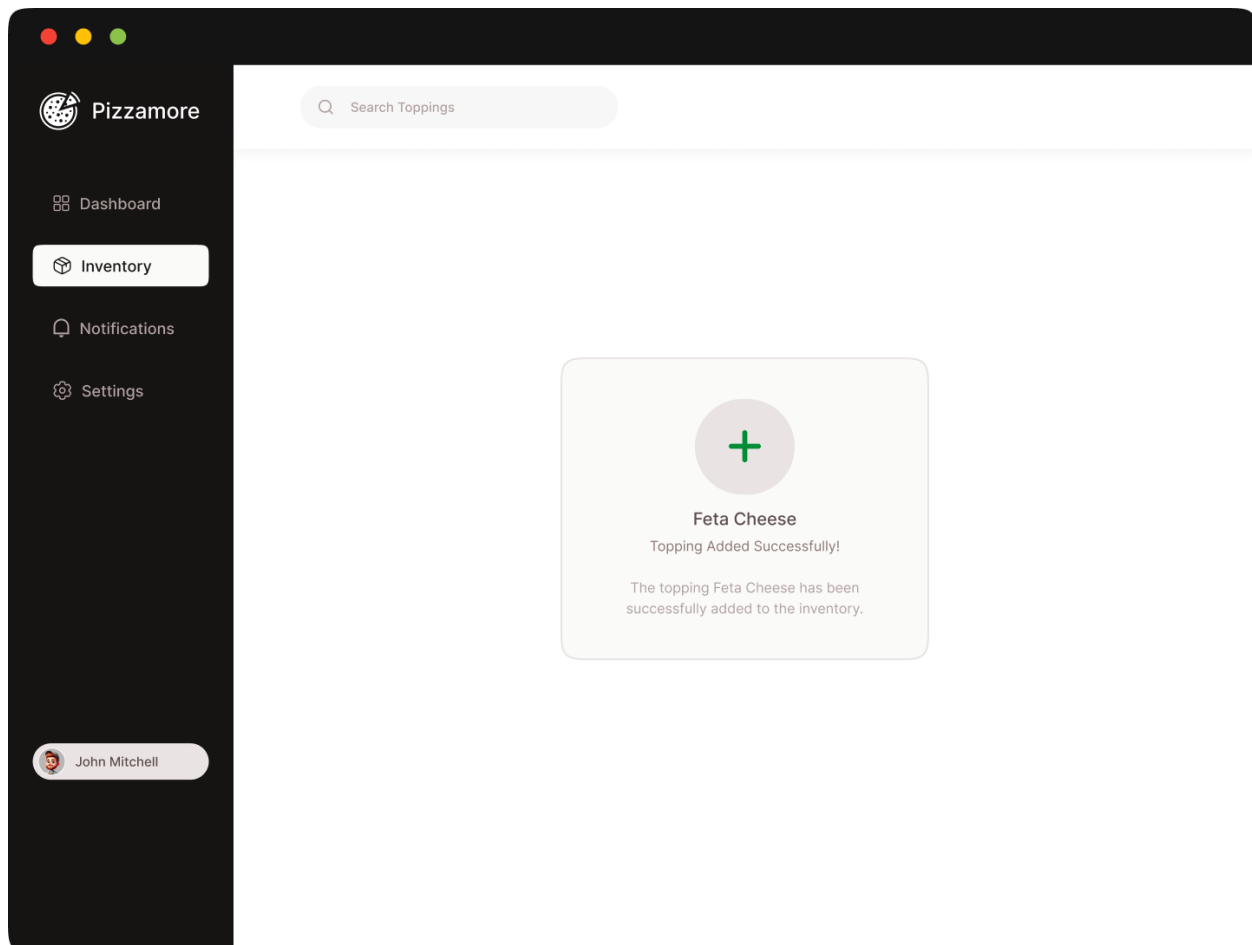 Pizzamore
Search Toppings
Dashboard
Inventory
Notifications
Settings
Feta Cheese
Topping Added Successfully!
The topping Feta Cheese has been
successfully added to the inventory.
John Mitchell